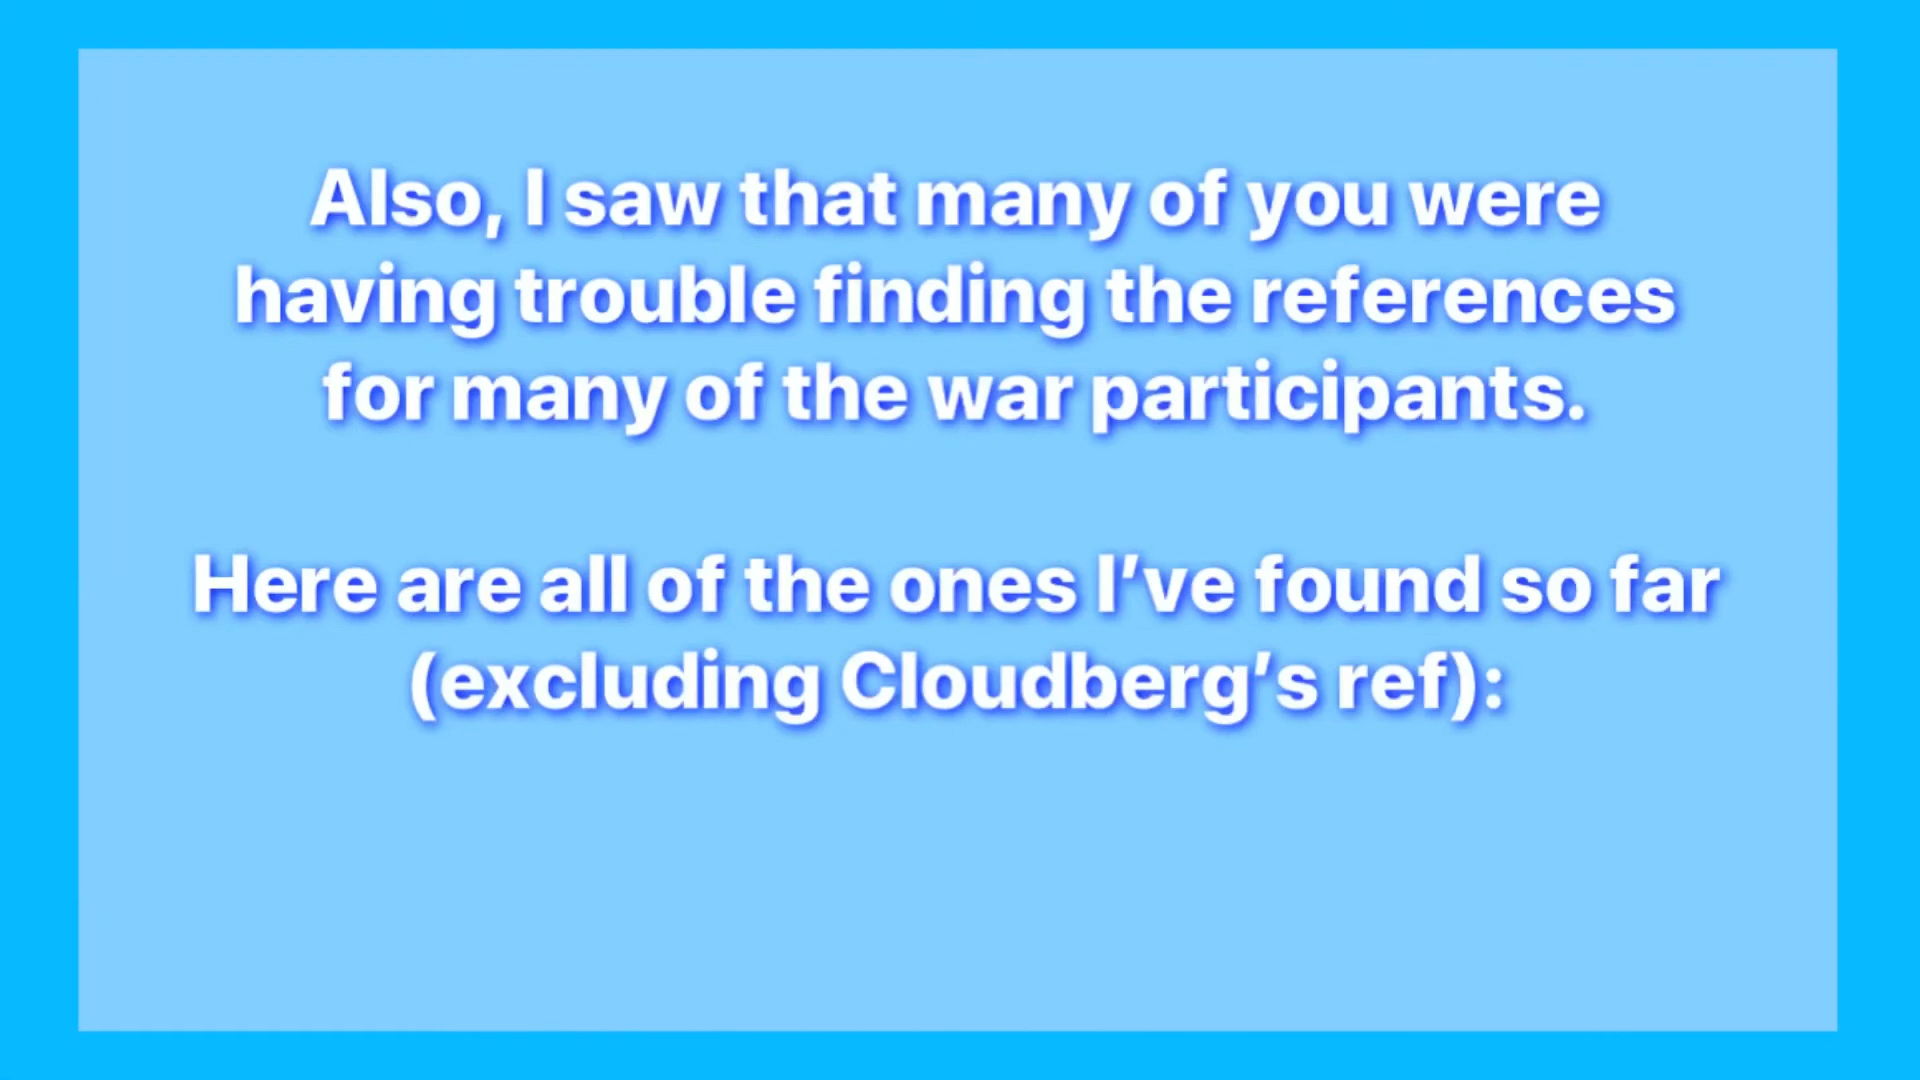 Also, I saw that many of you were
having trouble finding the references
for many of the war participants.
Here are all of the ones I’ve found so far
(excluding Cloudberg’s ref):